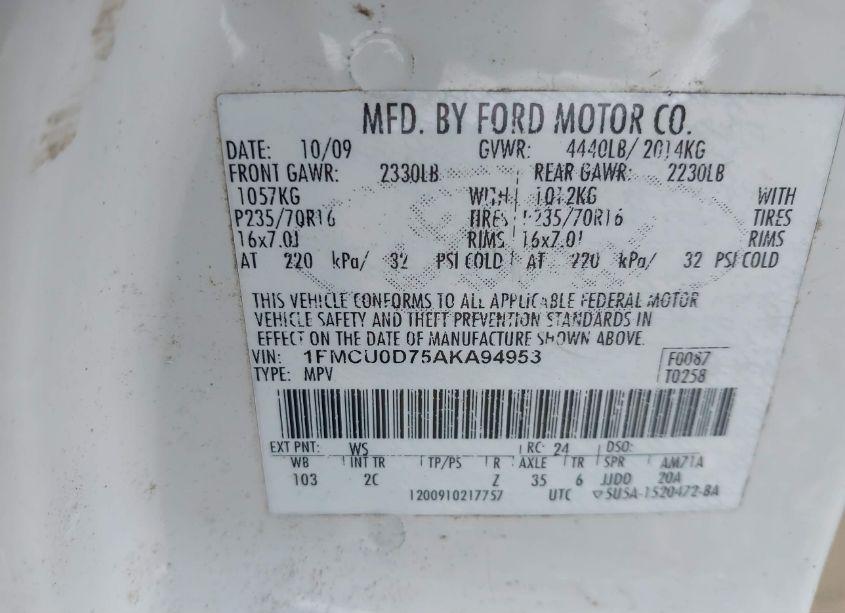 MFD. BY FORD MOTOR CO.
DATE: 10/09 GVWR: 4440LB/ 2014KG
FRONT GAWR: 2330LB REAR GAWR: 2230LB
1057KG WITH 1012KG WITH
P235/70R16 TIRES P235/70R16 TIRES
16x7.0J RIMS 16x7.0J RIMS
AT 220 kPa/ 32 PSI COLD AT 220 kPa/ 32 PSI COLD
THIS VEHICLE CONFORMS TO ALL APPLICABLE FEDERAL MOTOR
VEHICLE SAFETY AND THEFT PREVENTION STANDARDS IN
EFFECT ON THE DATE OF MANUFACTURE SHOWN ABOVE.
VIN: 1FMCU0D75AKA94953 F0087
TYPE: MPV T0258
EXT PNT: WS RC: 24 DSO:
WB INT TR TP/PS R AXLE TR SPR AM71A
103 2C Z 35 6 JJDD 20A
1200910217757 UTC ▽5U5A-1520472-BA